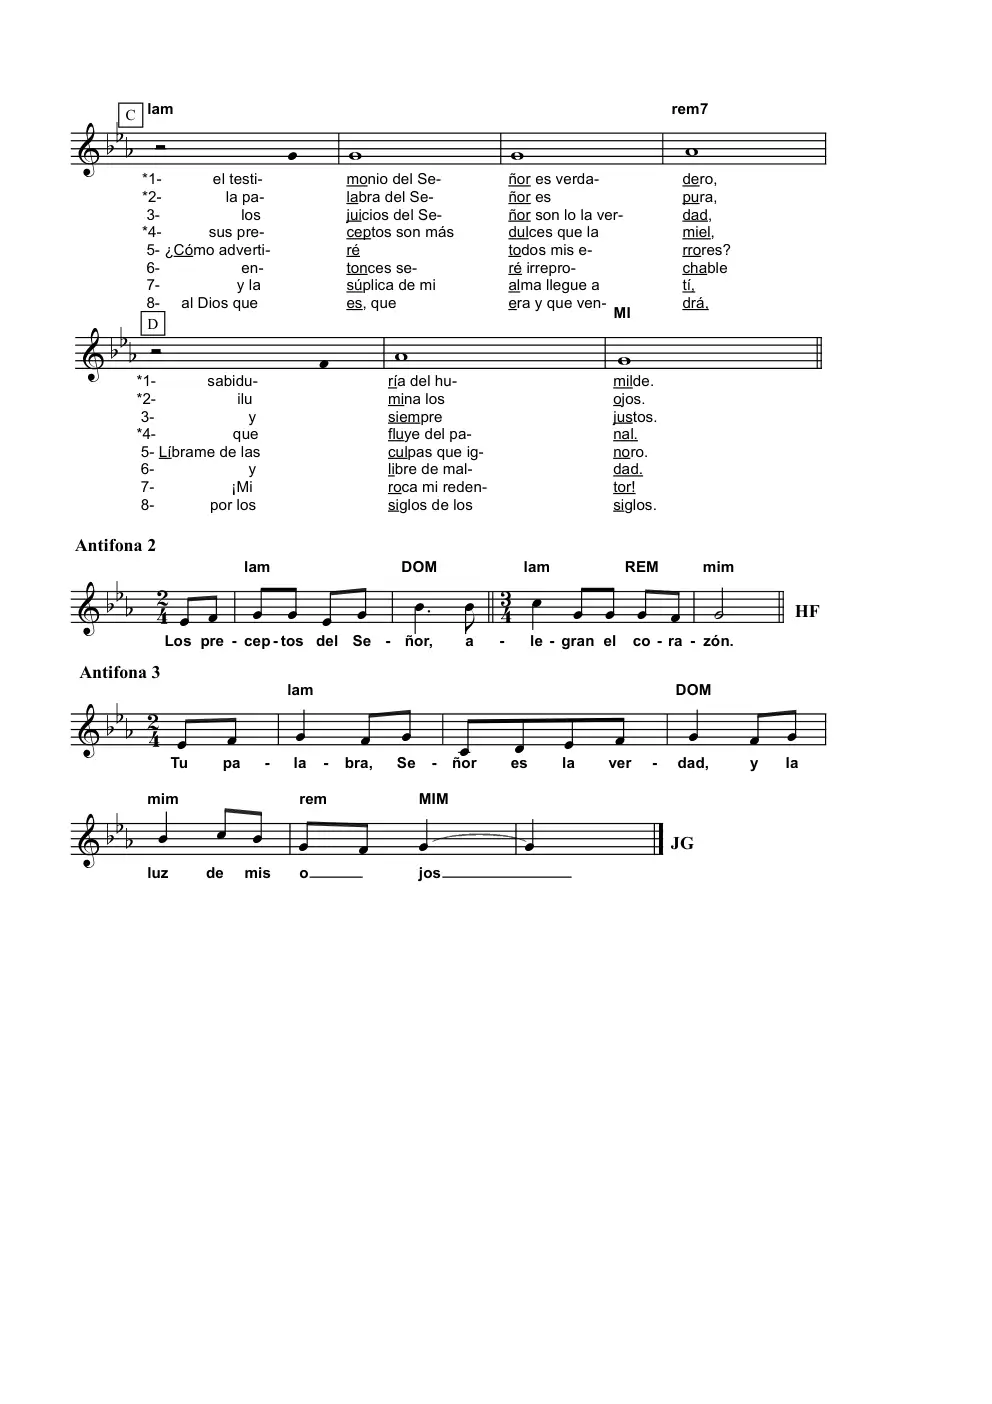 C lam rem7
*1- el testi- monio del Se- ñor es verda- dero,
*2- la pa- labra del Se- ñor es pura,
3- los juicios del Se- ñor son lo la ver- dad,
*4- sus pre- ceptos son más dulces que la miel,
5- ¿Cómo adverti- ré todos mis e- rrores?
6- en- tonces se- ré irrepro- chable
7- y la súplica de mi alma llegue a tí,
8- al Dios que es, que era y que ven- drá,
D MI
*1- sabidu- ría del hu- milde.
*2- ilu mina los ojos.
3- y siempre justos.
*4- que fluye del pa- nal.
5- Líbrame de las culpas que ig- noro.
6- y libre de mal- dad.
7- ¡Mi roca mi reden- tor!
8- por los siglos de los siglos.
Antifona 2
lam DOM lam REM mim
2 4 3 4 HF
Los pre - cep - tos del Se - ñor, a - le - gran el co - ra - zón.
Antifona 3
lam DOM
2 4
Tu pa - la - bra, Se - ñor es la ver - dad, y la
mim rem MIM
JG
luz de mis o jos